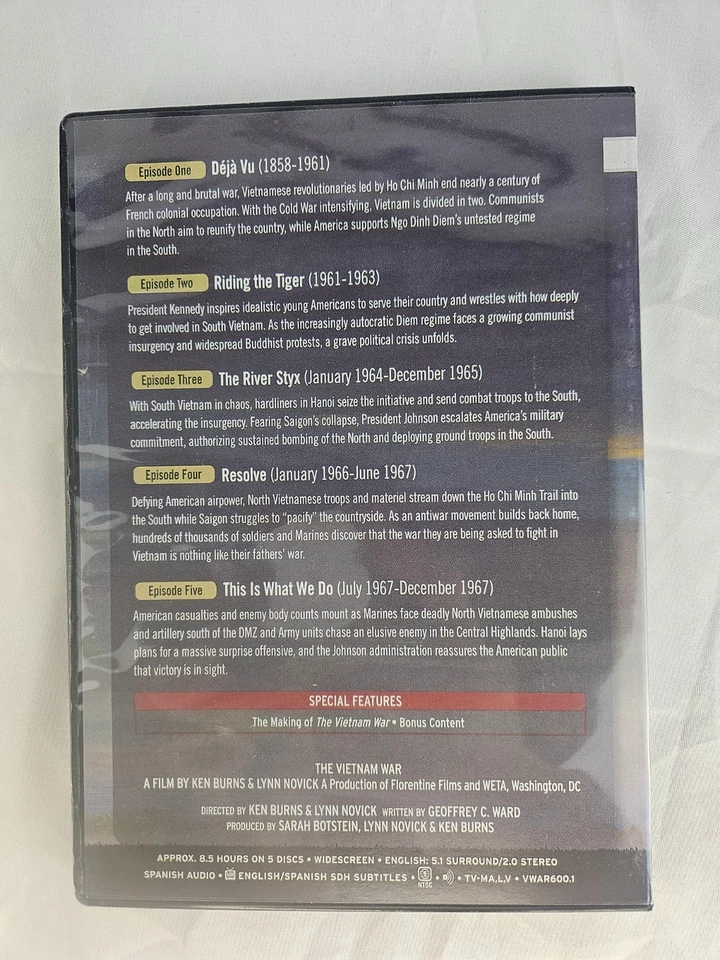 Episode One Déjà Vu (1858-1961)
After a long and brutal war, Vietnamese revolutionaries led by Ho Chi Minh end nearly a century of
French colonial occupation. With the Cold War intensifying, Vietnam is divided in two. Communists
in the North aim to reunify the country, while America supports Ngo Dinh Diem's untested regime
in the South.
Episode Two Riding the Tiger (1961-1963)
President Kennedy inspires idealistic young Americans to serve their country and wrestles with how deeply
to get involved in South Vietnam. As the increasingly autocratic Diem regime faces a growing communist
insurgency and widespread Buddhist protests, a grave political crisis unfolds.
Episode Three The River Styx (January 1964-December 1965)
With South Vietnam in chaos, hardliners in Hanoi seize the initiative and send combat troops to the South,
accelerating the insurgency. Fearing Saigon's collapse, President Johnson escalates America's military
commitment, authorizing sustained bombing of the North and deploying ground troops in the South.
Episode Four Resolve (January 1966-June 1967)
Defying American airpower, North Vietnamese troops and materiel stream down the Ho Chi Minh Trail into
the South while Saigon struggles to "pacify" the countryside. As an antiwar movement builds back home,
hundreds of thousands of soldiers and Marines discover that the war they are being asked to fight in
Vietnam is nothing like their fathers' war.
Episode Five This Is What We Do (July 1967-December 1967)
American casualties and enemy body counts mount as Marines face deadly North Vietnamese ambushes
and artillery south of the DMZ and Army units chase an elusive enemy in the Central Highlands. Hanoi lays
plans for a massive surprise offensive, and the Johnson administration reassures the American public
that victory is in sight.
SPECIAL FEATURES
The Making of The Vietnam War • Bonus Content
THE VIETNAM WAR
A FILM BY KEN BURNS & LYNN NOVICK A Production of Florentine Films and WETA, Washington, DC
DIRECTED BY KEN BURNS & LYNN NOVICK WRITTEN BY GEOFFREY C. WARD
PRODUCED BY SARAH BOTSTEIN, LYNN NOVICK & KEN BURNS
APPROX. 8.5 HOURS ON 5 DISCS • WIDESCREEN • ENGLISH: 5.1 SURROUND/2.0 STEREO
SPANISH AUDIO • ENGLISH/SPANISH SDH SUBTITLES • NTSC • • TV-MA,L,V • VWAR600.1